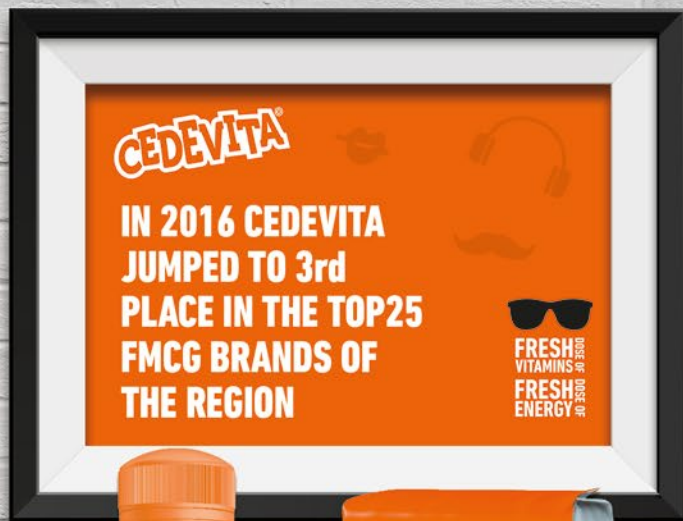 CEDEVITA®
IN 2016 CEDEVITA
JUMPED TO 3rd
PLACE IN THE TOP25
FMCG BRANDS OF
THE REGION
FRESH DOSE OF
VITAMINS
FRESH DOSE OF
ENERGY